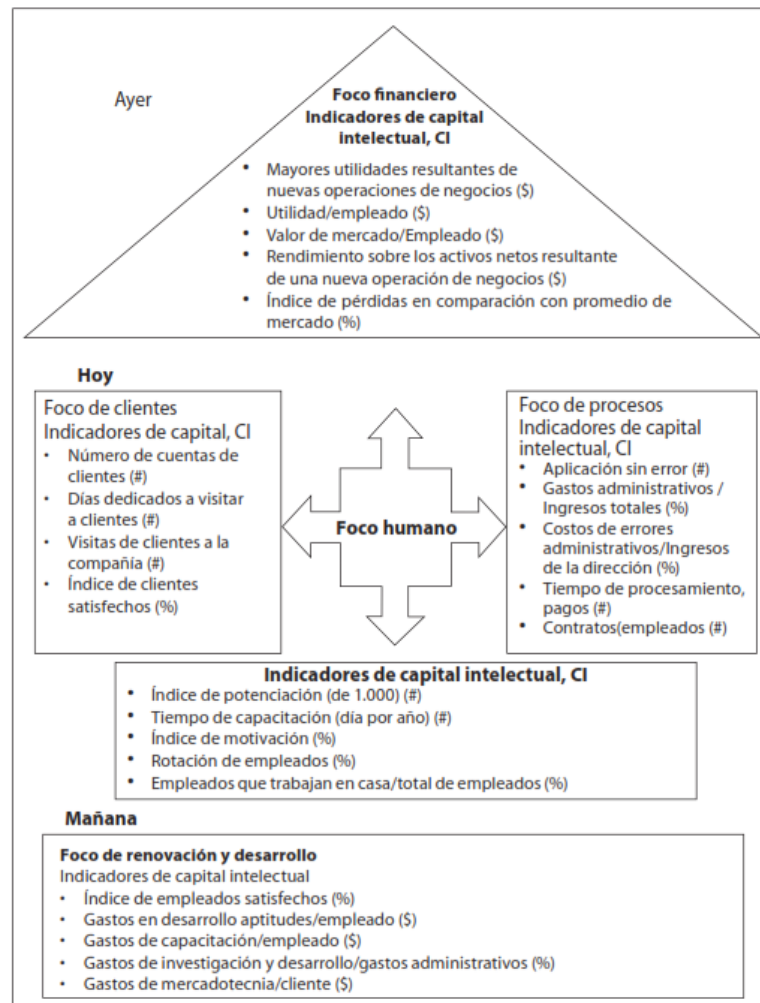 Ayer
Foco financiero
Indicadores de capital
intelectual, CI
• Mayores utilidades resultantes de
nuevas operaciones de negocios ($)
• Utilidad/empleado ($)
• Valor de mercado/Empleado ($)
• Rendimiento sobre los activos netos resultante
de una nueva operación de negocios ($)
• Índice de pérdidas en comparación con promedio de
mercado (%)
Hoy
Foco de clientes
Indicadores de capital, CI
• Número de cuentas de
clientes (#)
• Días dedicados a visitar
a clientes (#)
• Visitas de clientes a la
compañía (#)
• Índice de clientes
satisfechos (%)
Foco humano
Foco de procesos
Indicadores de capital
intelectual, CI
• Aplicación sin error (#)
• Gastos administrativos /
Ingresos totales (%)
• Costos de errores
administrativos/Ingresos
de la dirección (%)
• Tiempo de procesamiento,
pagos (#)
• Contratos(empleados (#)
Indicadores de capital intelectual, CI
• Índice de potenciación (de 1.000) (#)
• Tiempo de capacitación (día por año) (#)
• Índice de motivación (%)
• Rotación de empleados (%)
• Empleados que trabajan en casa/total de empleados (%)
Mañana
Foco de renovación y desarrollo
Indicadores de capital intelectual
• Índice de empleados satisfechos (%)
• Gastos en desarrollo aptitudes/empleado ($)
• Gastos de capacitación/empleado ($)
• Gastos de investigación y desarrollo/gastos administrativos (%)
• Gastos de mercadotecnia/cliente ($)